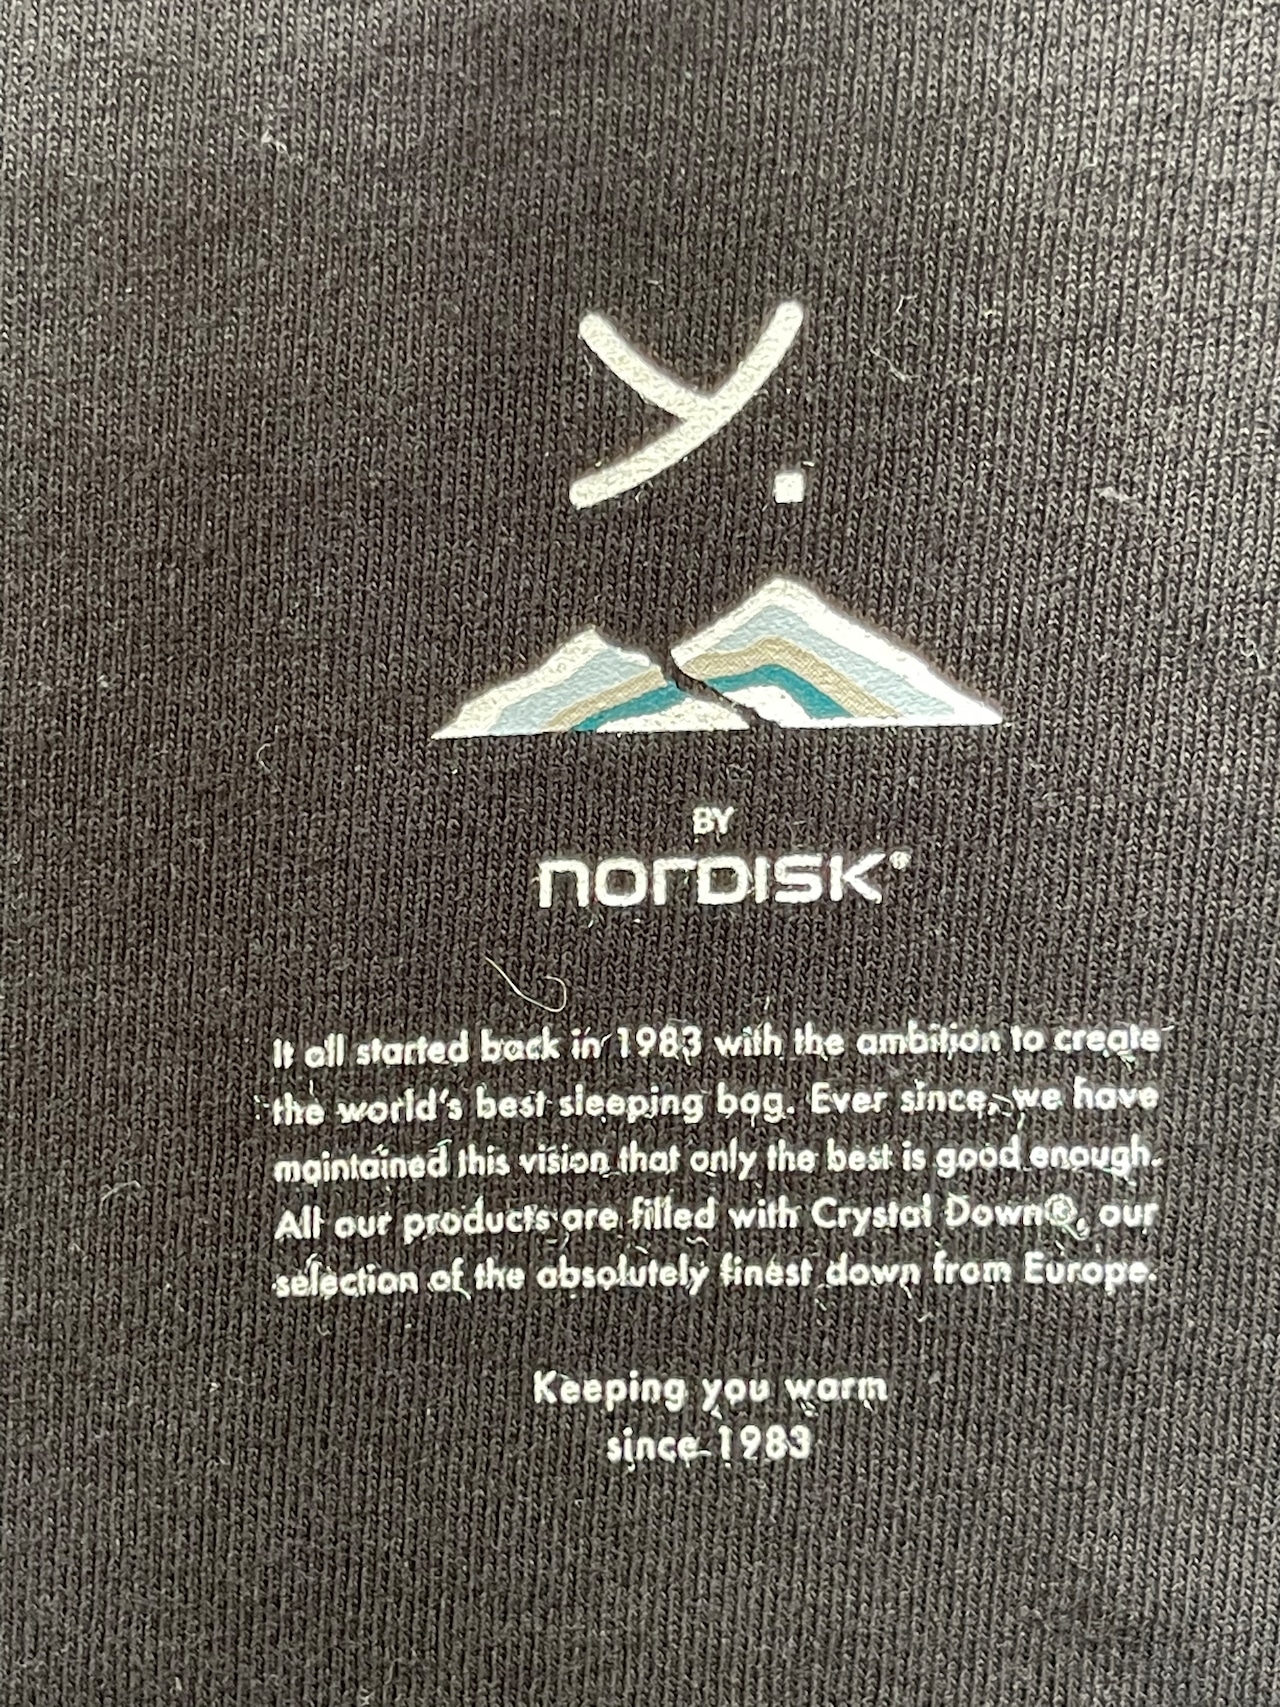 Y.
BY
nORDISK®
It all started back in 1983 with the ambition to create
the world's best sleeping bag. Ever since, we have
maintained this vision that only the best is good enough.
All our products are filled with Crystal Down®, our
selection of the absolutely finest down from Europe.
Keeping you warm
since 1983